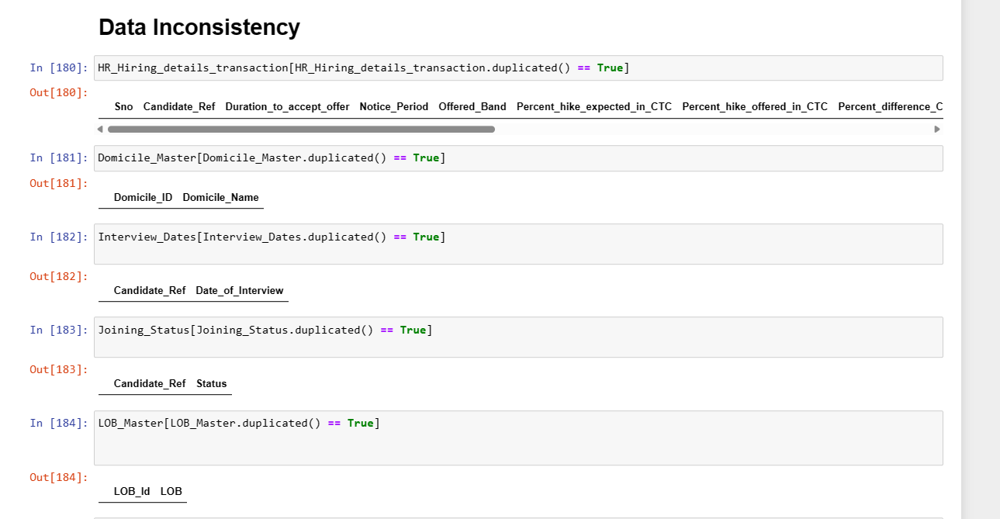 Data Inconsistency
In [180]: HR_Hiring_details_transaction[HR_Hiring_details_transaction.duplicated() == True]
Out[180]:
Sno Candidate_Ref Duration_to_accept_offer Notice_Period Offered_Band Percent_hike_expected_in_CTC Percent_hike_offered_in_CTC Percent_difference_C
In [181]: Domicile_Master[Domicile_Master.duplicated() == True]
Out[181]:
Domicile_ID Domicile_Name
In [182]: Interview_Dates[Interview_Dates.duplicated() == True]
Out[182]:
Candidate_Ref Date_of_Interview
In [183]: Joining_Status[Joining_Status.duplicated() == True]
Out[183]:
Candidate_Ref Status
In [184]: LOB_Master[LOB_Master.duplicated() == True]
Out[184]:
LOB_Id LOB